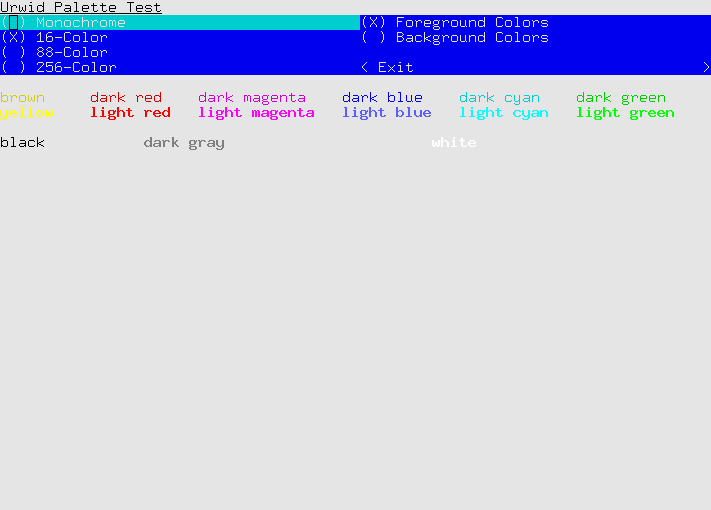 Urwid Palette Test
( ) Monochrome (X) Foreground Colors
(X) 16-Color ( ) Background Colors
( ) 88-Color
( ) 256-Color < Exit >
brown dark red dark magenta dark blue dark cyan dark green
yellow light red light magenta light blue light cyan light green
black dark gray white